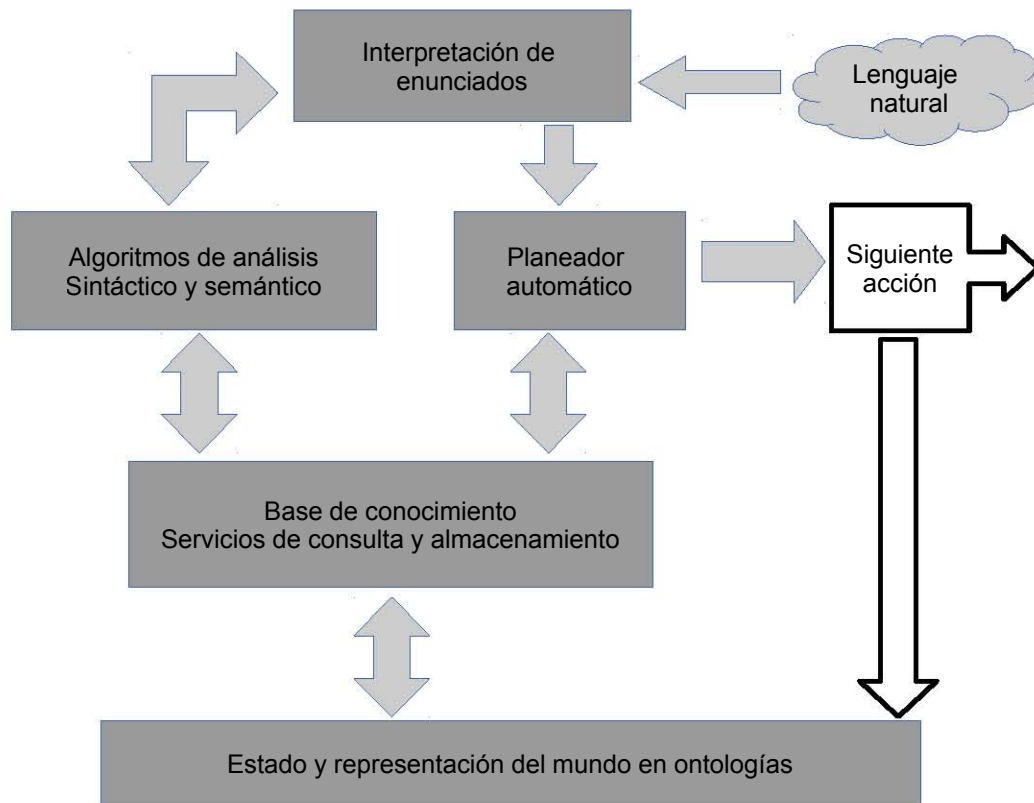 Interpretación de
enunciados
Lenguaje
natural
Algoritmos de análisis
Sintáctico y semántico
Planeador
automático
Siguiente
acción
Base de conocimiento
Servicios de consulta y almacenamiento
Estado y representación del mundo en ontologías